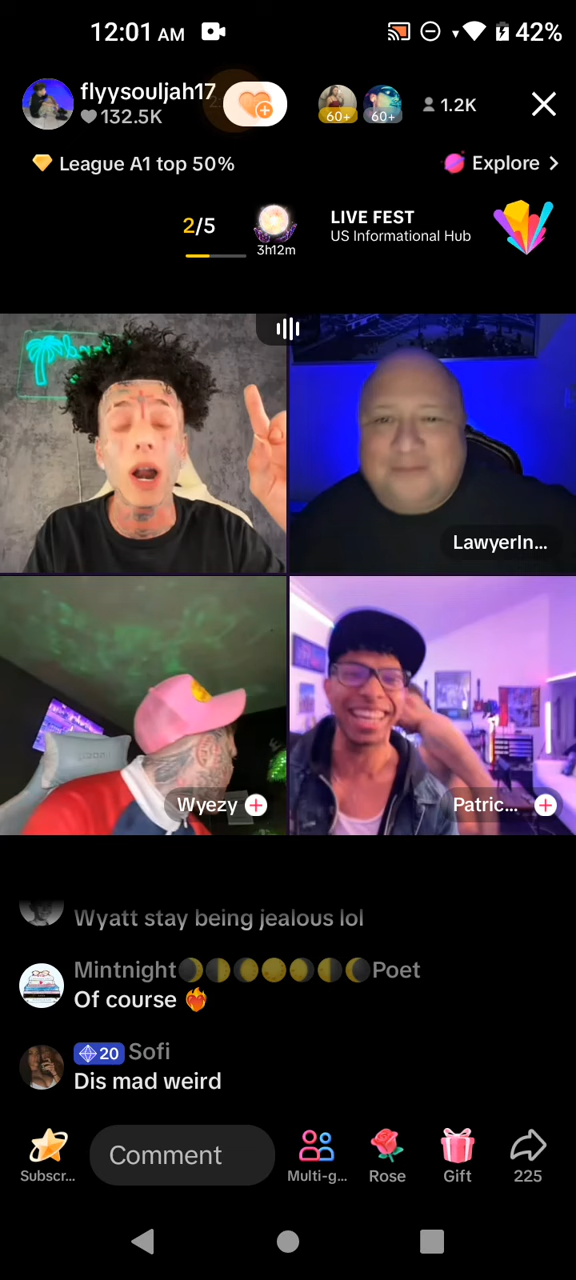 12:01 AM
42%
flyysouljah17
132.5K
60+
60+
1.2K
League A1 top 50%
Explore >
2/5
3h12m
LIVE FEST
US Informational Hub
LawyerIn...
Wyezy
Patric...
Wyatt stay being jealous lol
Mintnight🌒🌓🌔🌕🌖🌗🌘Poet
Of course ❤️‍🔥
20 Sofi
Dis mad weird
Subscr...
Comment
Multi-g...
Rose
Gift
225